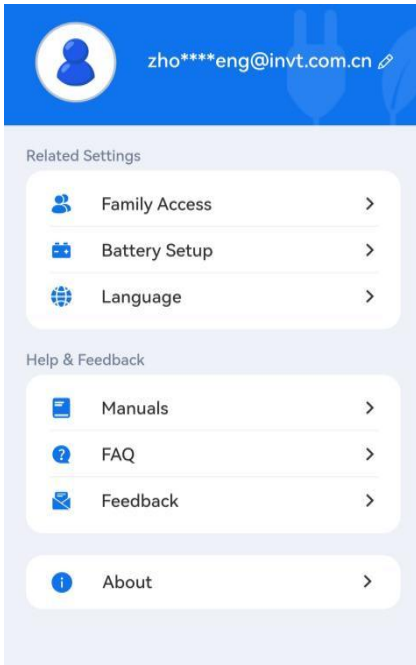 zho****eng@invt.com.cn
Related Settings
Family Access
Battery Setup
Language
Help & Feedback
Manuals
FAQ
Feedback
About